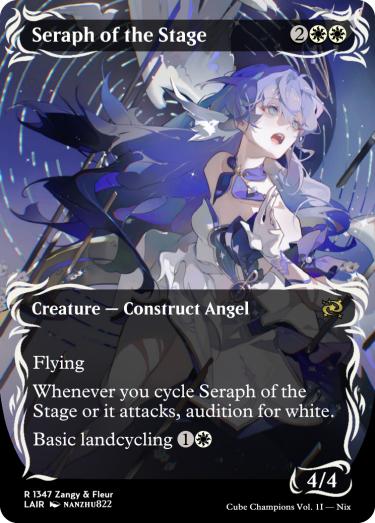 Seraph of the Stage 2
Creature — Construct Angel
Flying
Whenever you cycle Seraph of the
Stage or it attacks, audition for white.
Basic landcycling 1
4/4
R 1347 Zangy & Fleur
LAIR NANZHU822
Cube Champions Vol. 1I — Nix